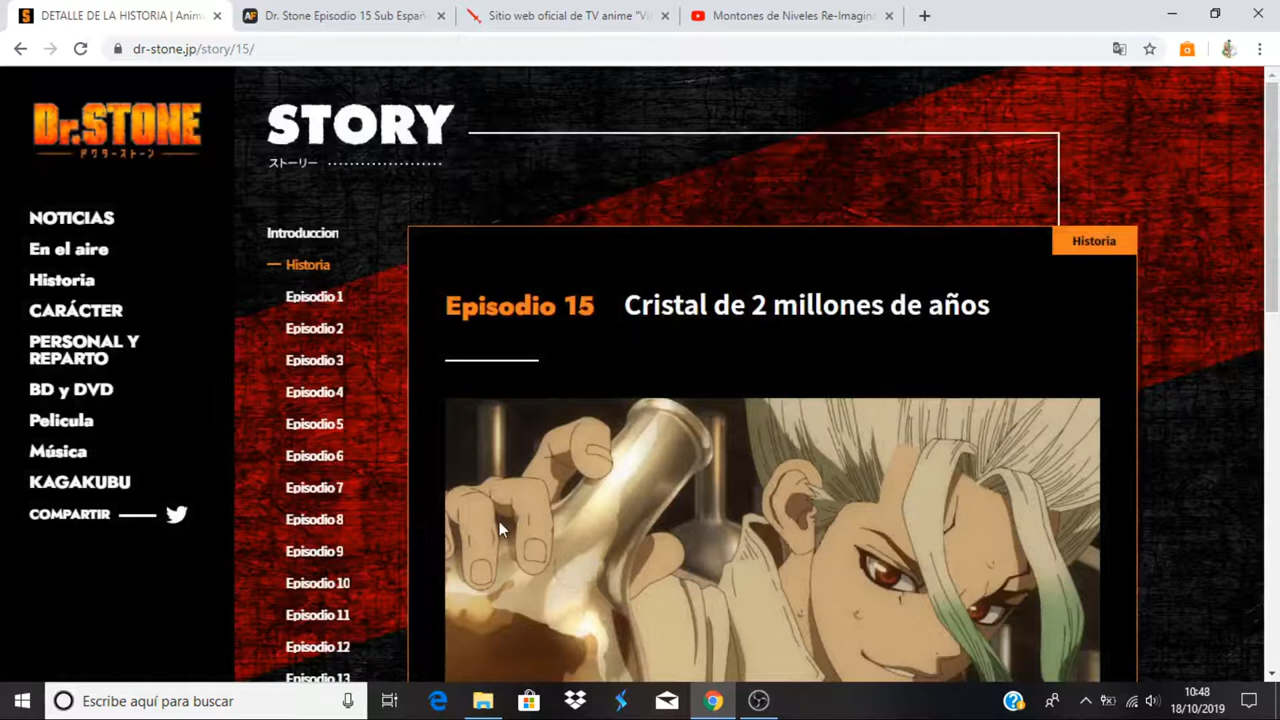 DETALLE DE LA HISTORIA | Anim
Dr. Stone Episodio 15 Sub Españ
Sitio web oficial de TV anime "Vi
Montones de Niveles Re-Imagin
dr-stone.jp/story/15/
Dr.STONE
ドクターストーン
STORY
ストーリー
NOTICIAS
En el aire
Historia
CARÁCTER
PERSONAL Y
REPARTO
BD y DVD
Pelicula
Música
KAGAKUBU
COMPARTIR
Introduccion
Historia
Episodio 1
Episodio 2
Episodio 3
Episodio 4
Episodio 5
Episodio 6
Episodio 7
Episodio 8
Episodio 9
Episodio 10
Episodio 11
Episodio 12
Episodio 13
Historia
Episodio 15 Cristal de 2 millones de años
Escribe aquí para buscar
10:48
18/10/2019